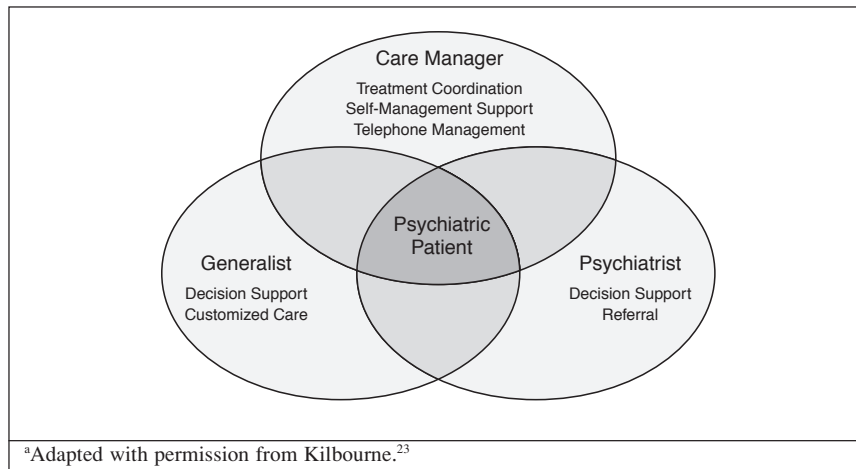 Care Manager
Treatment Coordination
Self-Management Support
Telephone Management
Psychiatric
Patient
Generalist
Decision Support
Customized Care
Psychiatrist
Decision Support
Referral
ᵃAdapted with permission from Kilbourne.²³